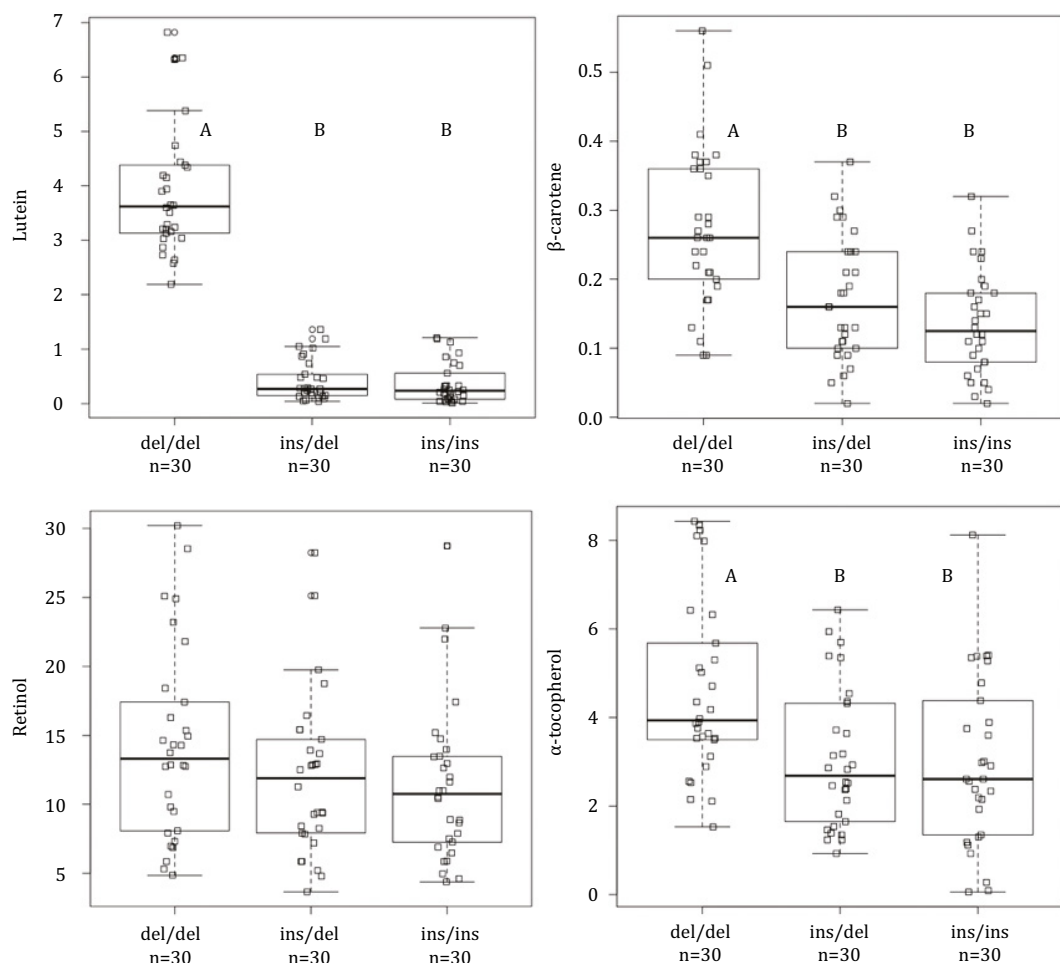 7
6
5
4
3
2
1
0
Lutein
A
B
B
del/del
n=30
ins/del
n=30
ins/ins
n=30
0.5
0.4
0.3
0.2
0.1
0.0
β-carotene
A
B
B
del/del
n=30
ins/del
n=30
ins/ins
n=30
30
25
20
15
10
5
Retinol
del/del
n=30
ins/del
n=30
ins/ins
n=30
8
6
4
2
0
α-tocopherol
A
B
B
del/del
n=30
ins/del
n=30
ins/ins
n=30